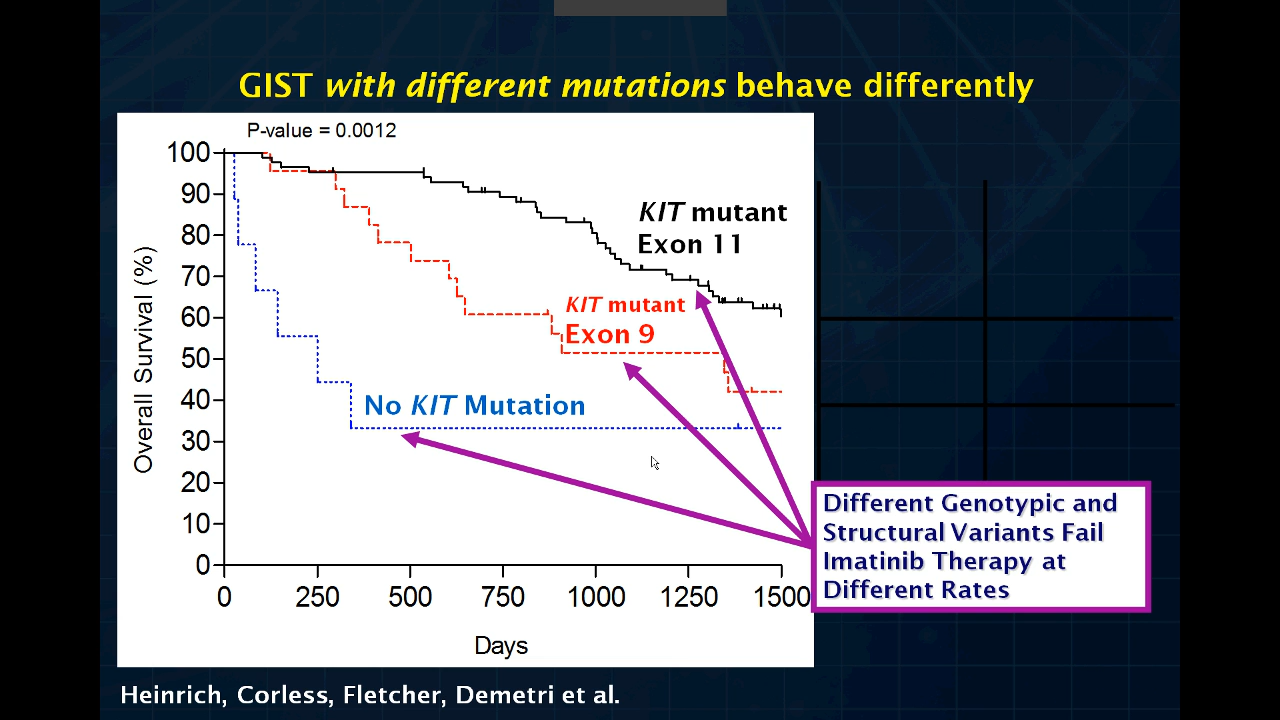 GIST with different mutations behave differently
P-value = 0.0012
100
90
80
70
60
50
40
30
20
10
0
Overall Survival (%)
KIT mutant
Exon 11
KIT mutant
Exon 9
No KIT Mutation
0 250 500 750 1000 1250 1500
Days
Different Genotypic and
Structural Variants Fail
Imatinib Therapy at
Different Rates
Heinrich, Corless, Fletcher, Demetri et al.